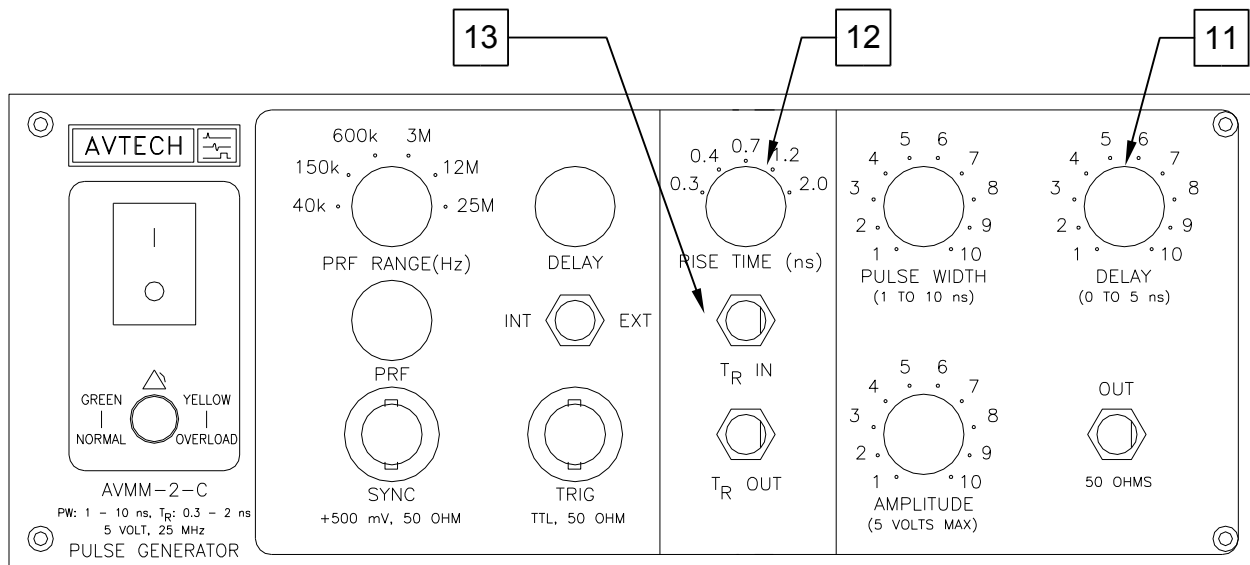 13
12
11
AVTECH
GREEN
NORMAL
YELLOW
OVERLOAD
AVMM-2-C
PW: 1 - 10 ns, TR: 0.3 - 2 ns
5 VOLT, 25 MHz
PULSE GENERATOR
40k
150k
600k
3M
12M
25M
PRF RANGE(Hz)
DELAY
PRF
INT
EXT
SYNC
+500 mV, 50 OHM
TRIG
TTL, 50 OHM
0.3
0.4
0.7
1.2
2.0
RISE TIME (ns)
TR IN
TR OUT
1
2
3
4
5
6
7
8
9
10
PULSE WIDTH
(1 TO 10 ns)
1
2
3
4
5
6
7
8
9
10
DELAY
(0 TO 5 ns)
1
2
3
4
5
6
7
8
9
10
AMPLITUDE
(5 VOLTS MAX)
OUT
50 OHMS